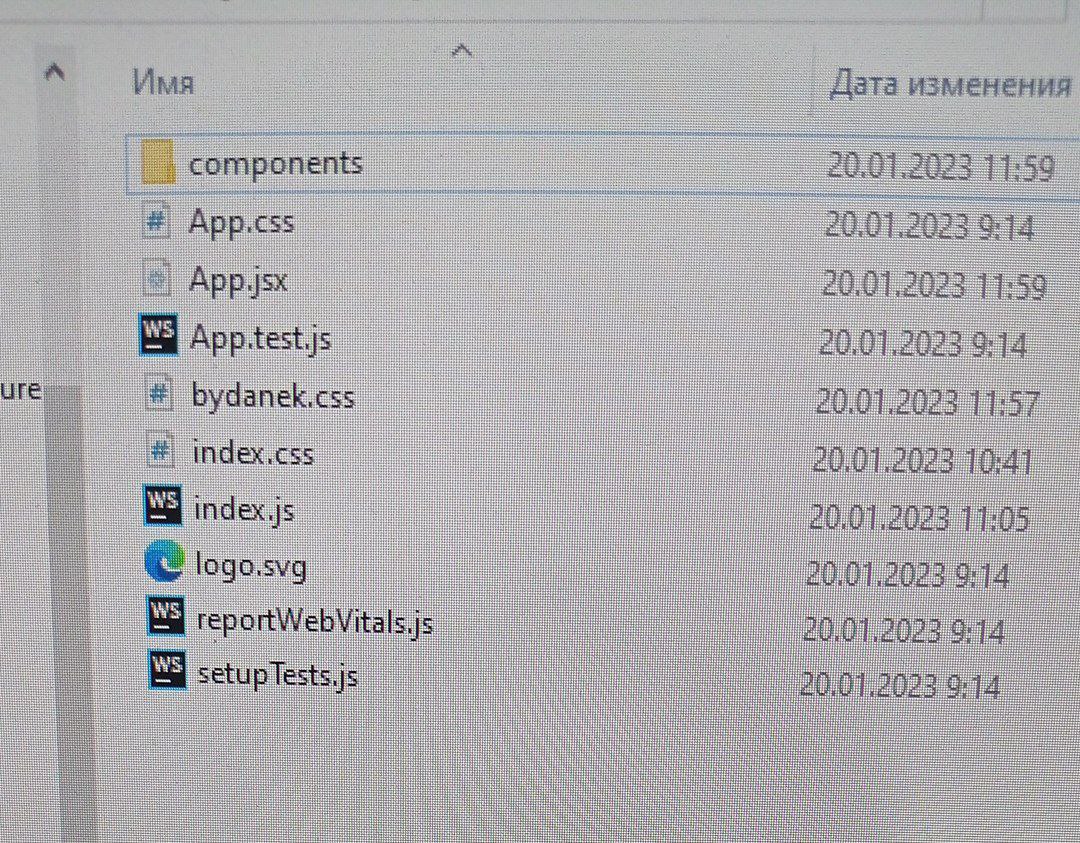 Имя Дата изменения
components 20.01.2023 11:59
App.css 20.01.2023 9:14
App.jsx 20.01.2023 11:59
WS App.test.js 20.01.2023 9:14
ure
bydanek.css 20.01.2023 11:57
index.css 20.01.2023 10:41
WS index.js 20.01.2023 11:05
logo.svg 20.01.2023 9:14
WS reportWebVitals.js 20.01.2023 9:14
WS setupTests.js 20.01.2023 9:14